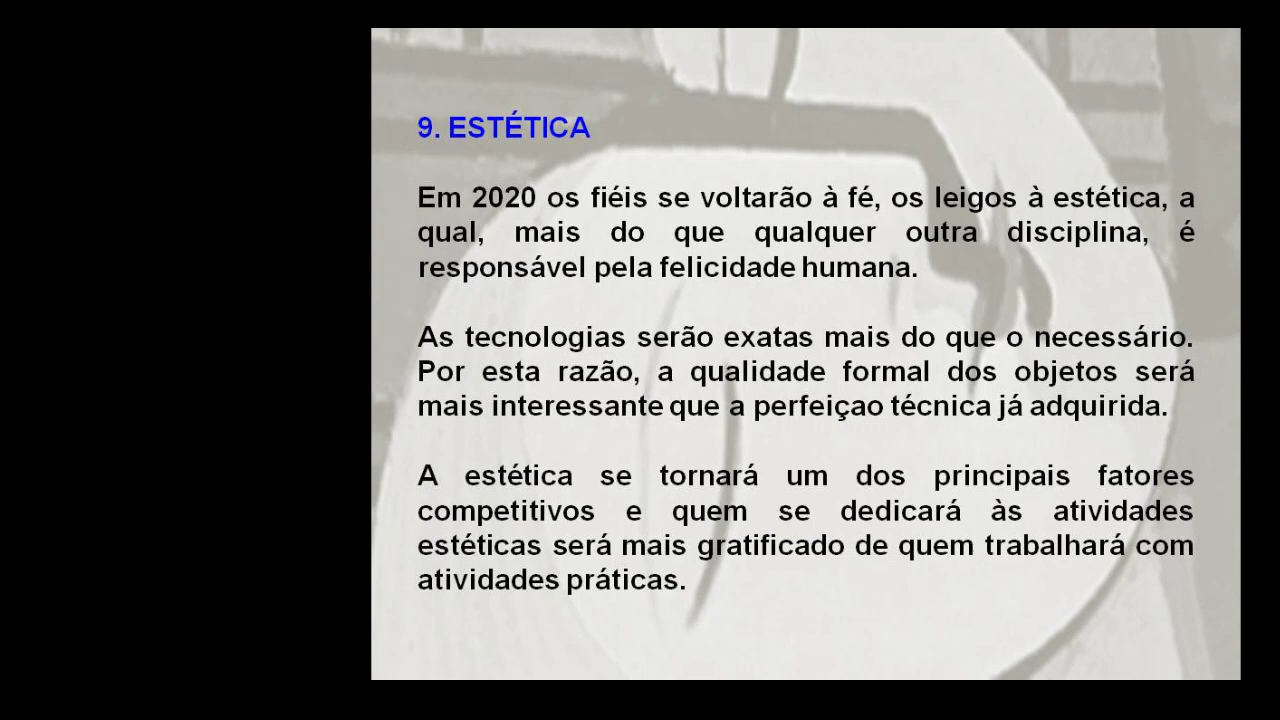 9. ESTÉTICA
Em 2020 os fiéis se voltarão à fé, os leigos à estética, a
qual, mais do que qualquer outra disciplina, é
responsável pela felicidade humana.
As tecnologias serão exatas mais do que o necessário.
Por esta razão, a qualidade formal dos objetos será
mais interessante que a perfeiçao técnica já adquirida.
A estética se tornará um dos principais fatores
competitivos e quem se dedicará às atividades
estéticas será mais gratificado de quem trabalhará com
atividades práticas.